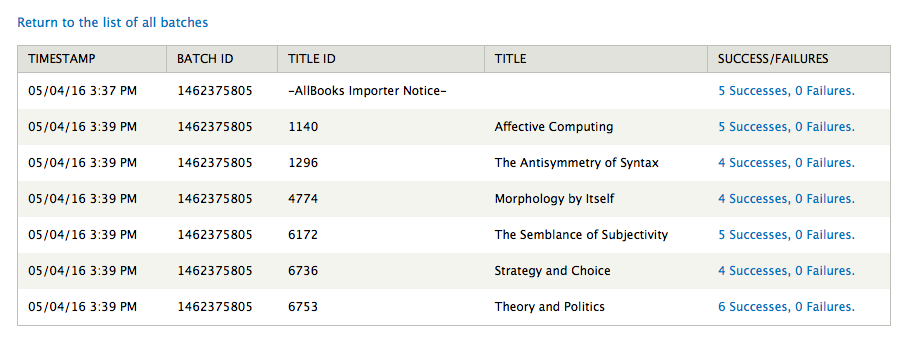 Return to the list of all batches
TIMESTAMP BATCH ID TITLE ID TITLE SUCCESS/FAILURES
05/04/16 3:37 PM 1462375805 -AllBooks Importer Notice- 5 Successes, 0 Failures.
05/04/16 3:39 PM 1462375805 1140 Affective Computing 5 Successes, 0 Failures.
05/04/16 3:39 PM 1462375805 1296 The Antisymmetry of Syntax 4 Successes, 0 Failures.
05/04/16 3:39 PM 1462375805 4774 Morphology by Itself 4 Successes, 0 Failures.
05/04/16 3:39 PM 1462375805 6172 The Semblance of Subjectivity 5 Successes, 0 Failures.
05/04/16 3:39 PM 1462375805 6736 Strategy and Choice 4 Successes, 0 Failures.
05/04/16 3:39 PM 1462375805 6753 Theory and Politics 6 Successes, 0 Failures.